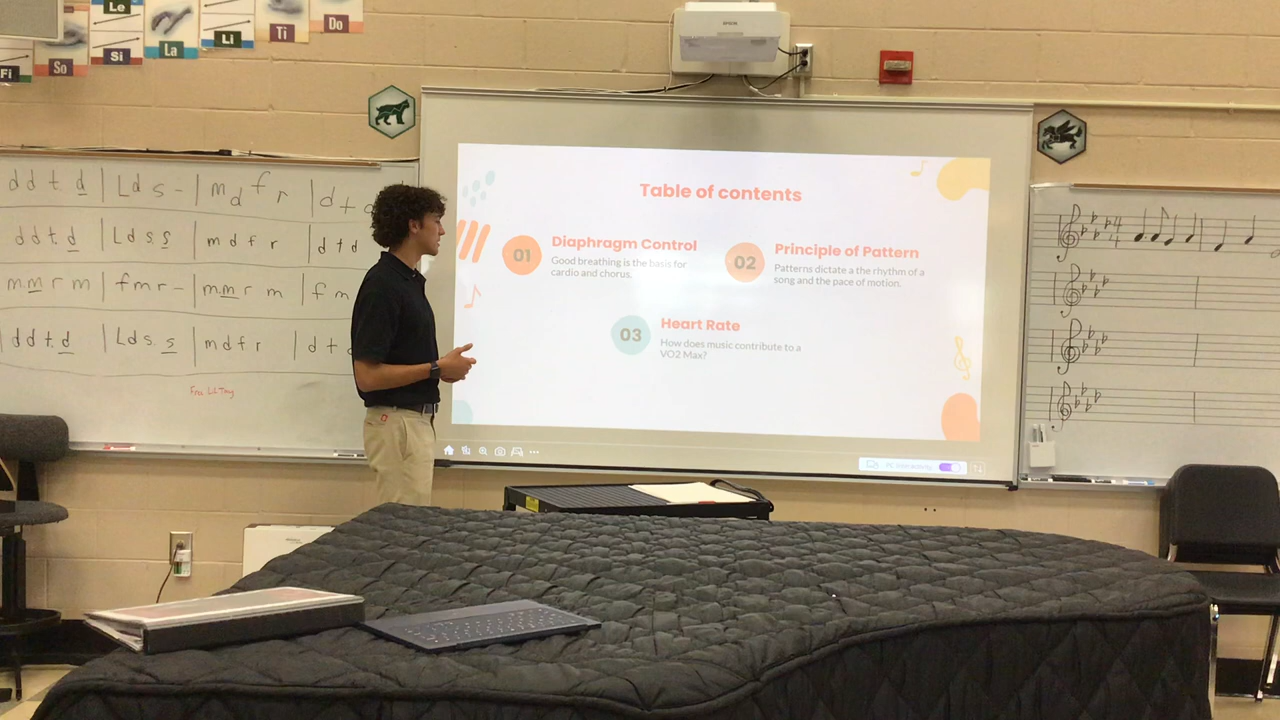 Le
Do
Ti
Li
La
Si
So
Fi
EPSON
d d t. d | L d s - | m d f r | d t d
d d t. d | L d s. s | m d f r | d t d
m m r m | f m r - | m m r m | f m
d d t. d | L d s. s | m d f r | d t d
4
4
Table of contents
01
Diaphragm Control
Good breathing is the basis for
cardio and chorus.
02
Principle of Pattern
Patterns dictate a the rhythm of a
song and the pace of motion.
03
Heart Rate
How does music contribute to a
VO2 Max?